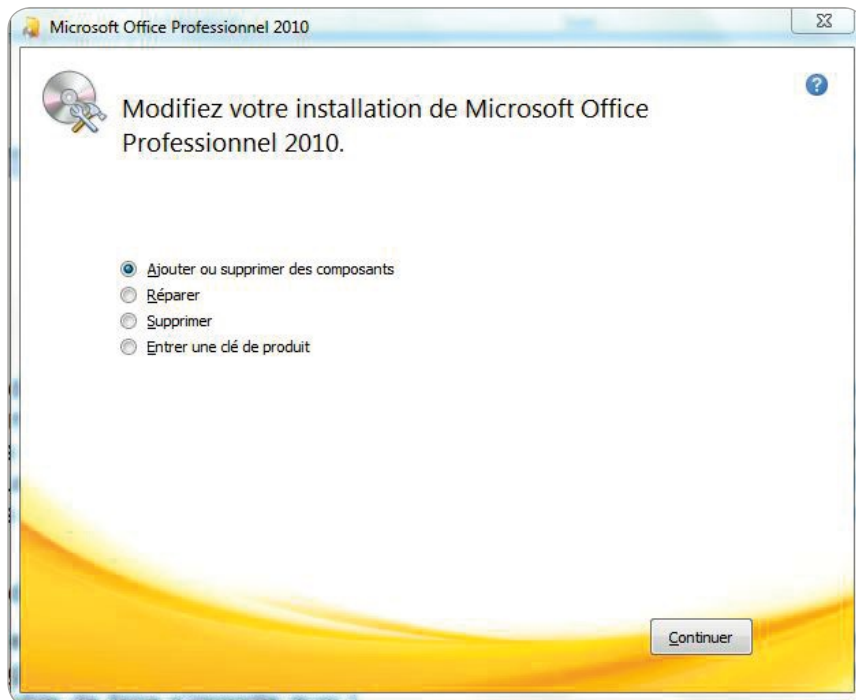 Microsoft Office Professionnel 2010
Modifiez votre installation de Microsoft Office
Professionnel 2010.
Ajouter ou supprimer des composants
Réparer
Supprimer
Entrer une clé de produit
Continuer